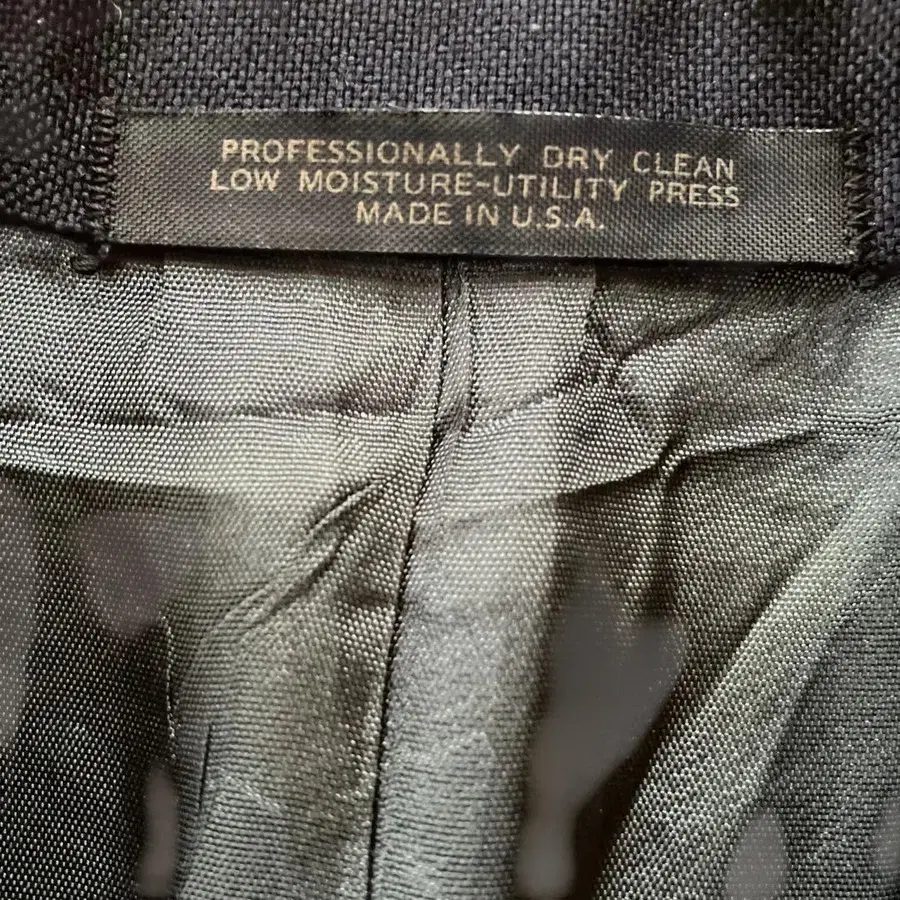 PROFESSIONALLY DRY CLEAN
LOW MOISTURE-UTILITY PRESS
MADE IN U.S.A.